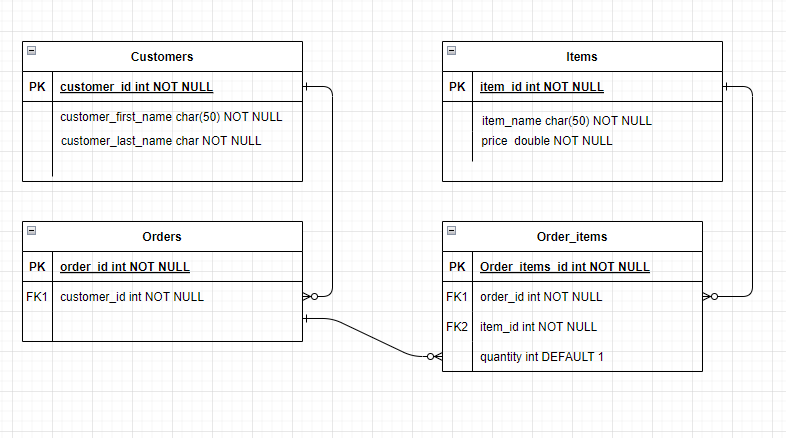 Customers
PK customer_id int NOT NULL
customer_first_name char(50) NOT NULL
customer_last_name char NOT NULL
Items
PK item_id int NOT NULL
item_name char(50) NOT NULL
price double NOT NULL
Orders
PK order_id int NOT NULL
FK1 customer_id int NOT NULL
Order_items
PK Order_items_id int NOT NULL
FK1 order_id int NOT NULL
FK2 item_id int NOT NULL
quantity int DEFAULT 1